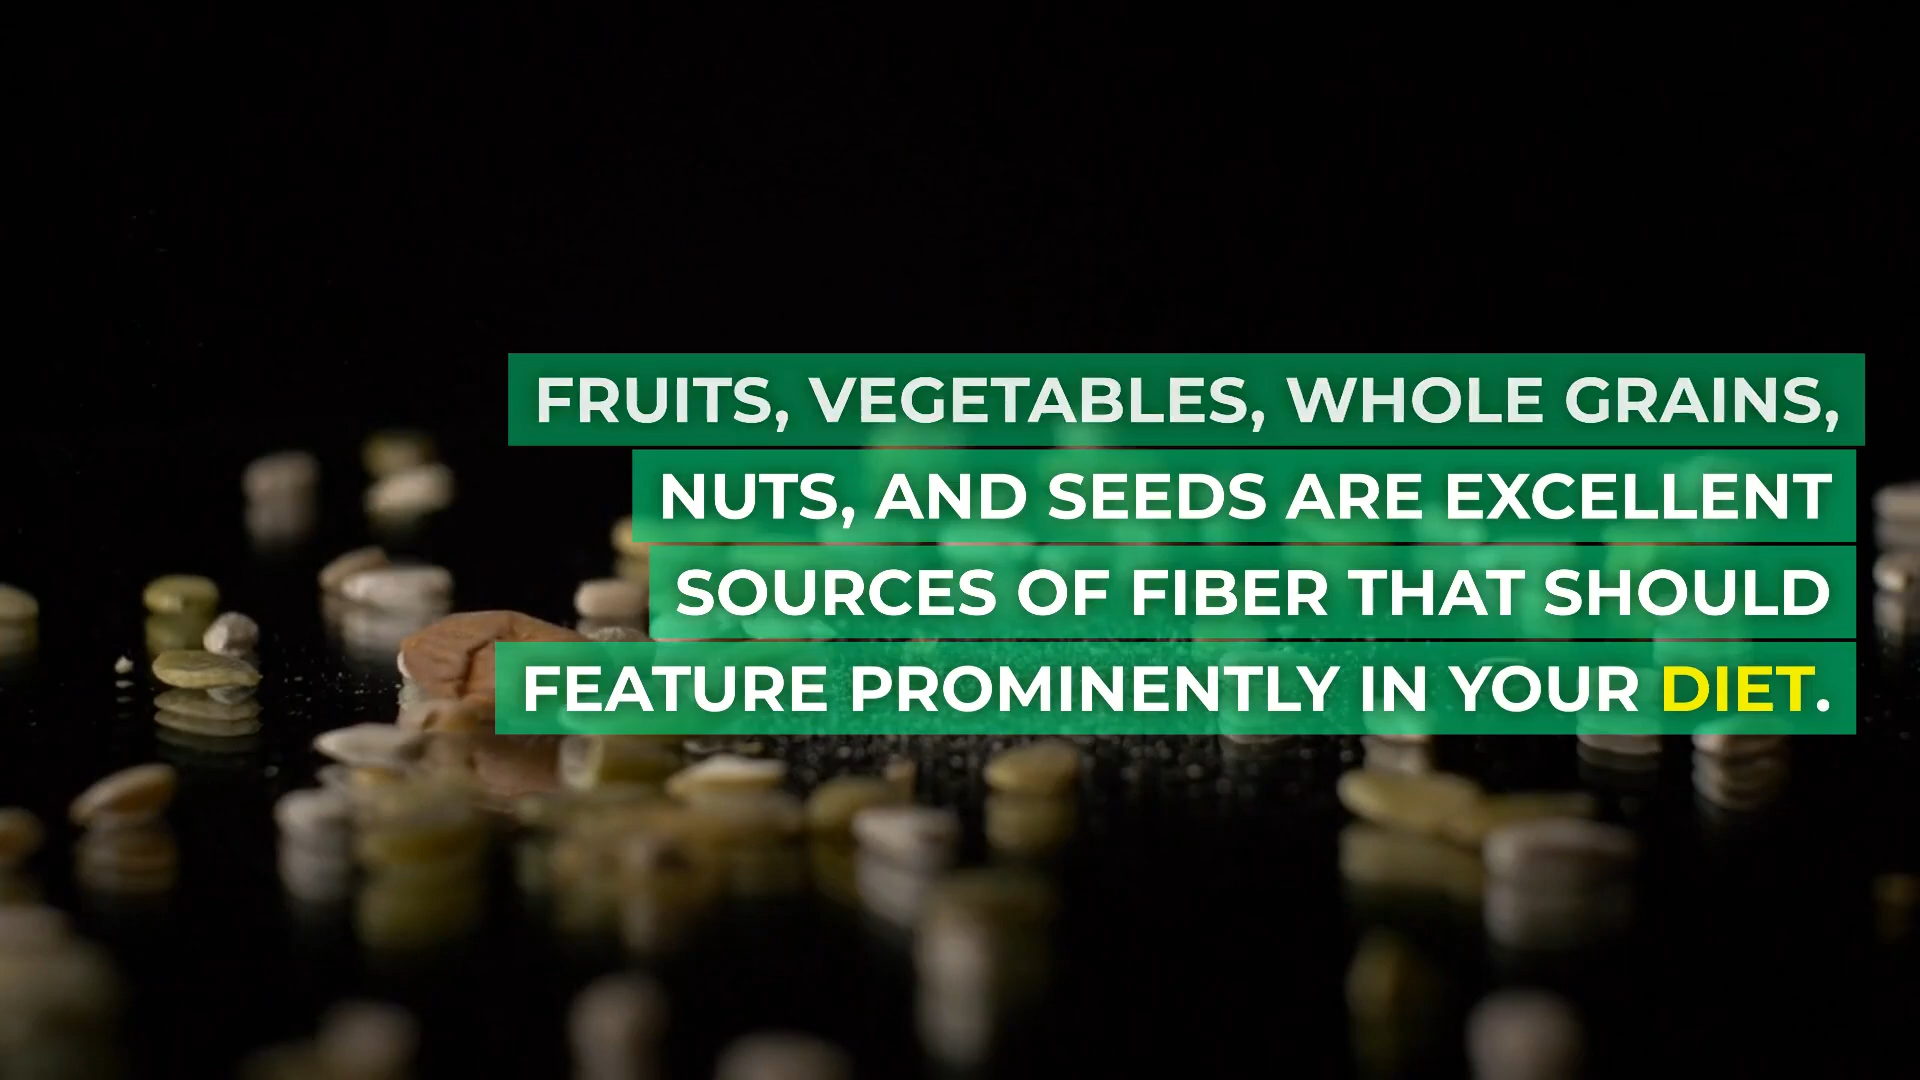 FRUITS, VEGETABLES, WHOLE GRAINS,
NUTS, AND SEEDS ARE EXCELLENT
SOURCES OF FIBER THAT SHOULD
FEATURE PROMINENTLY IN YOUR DIET.